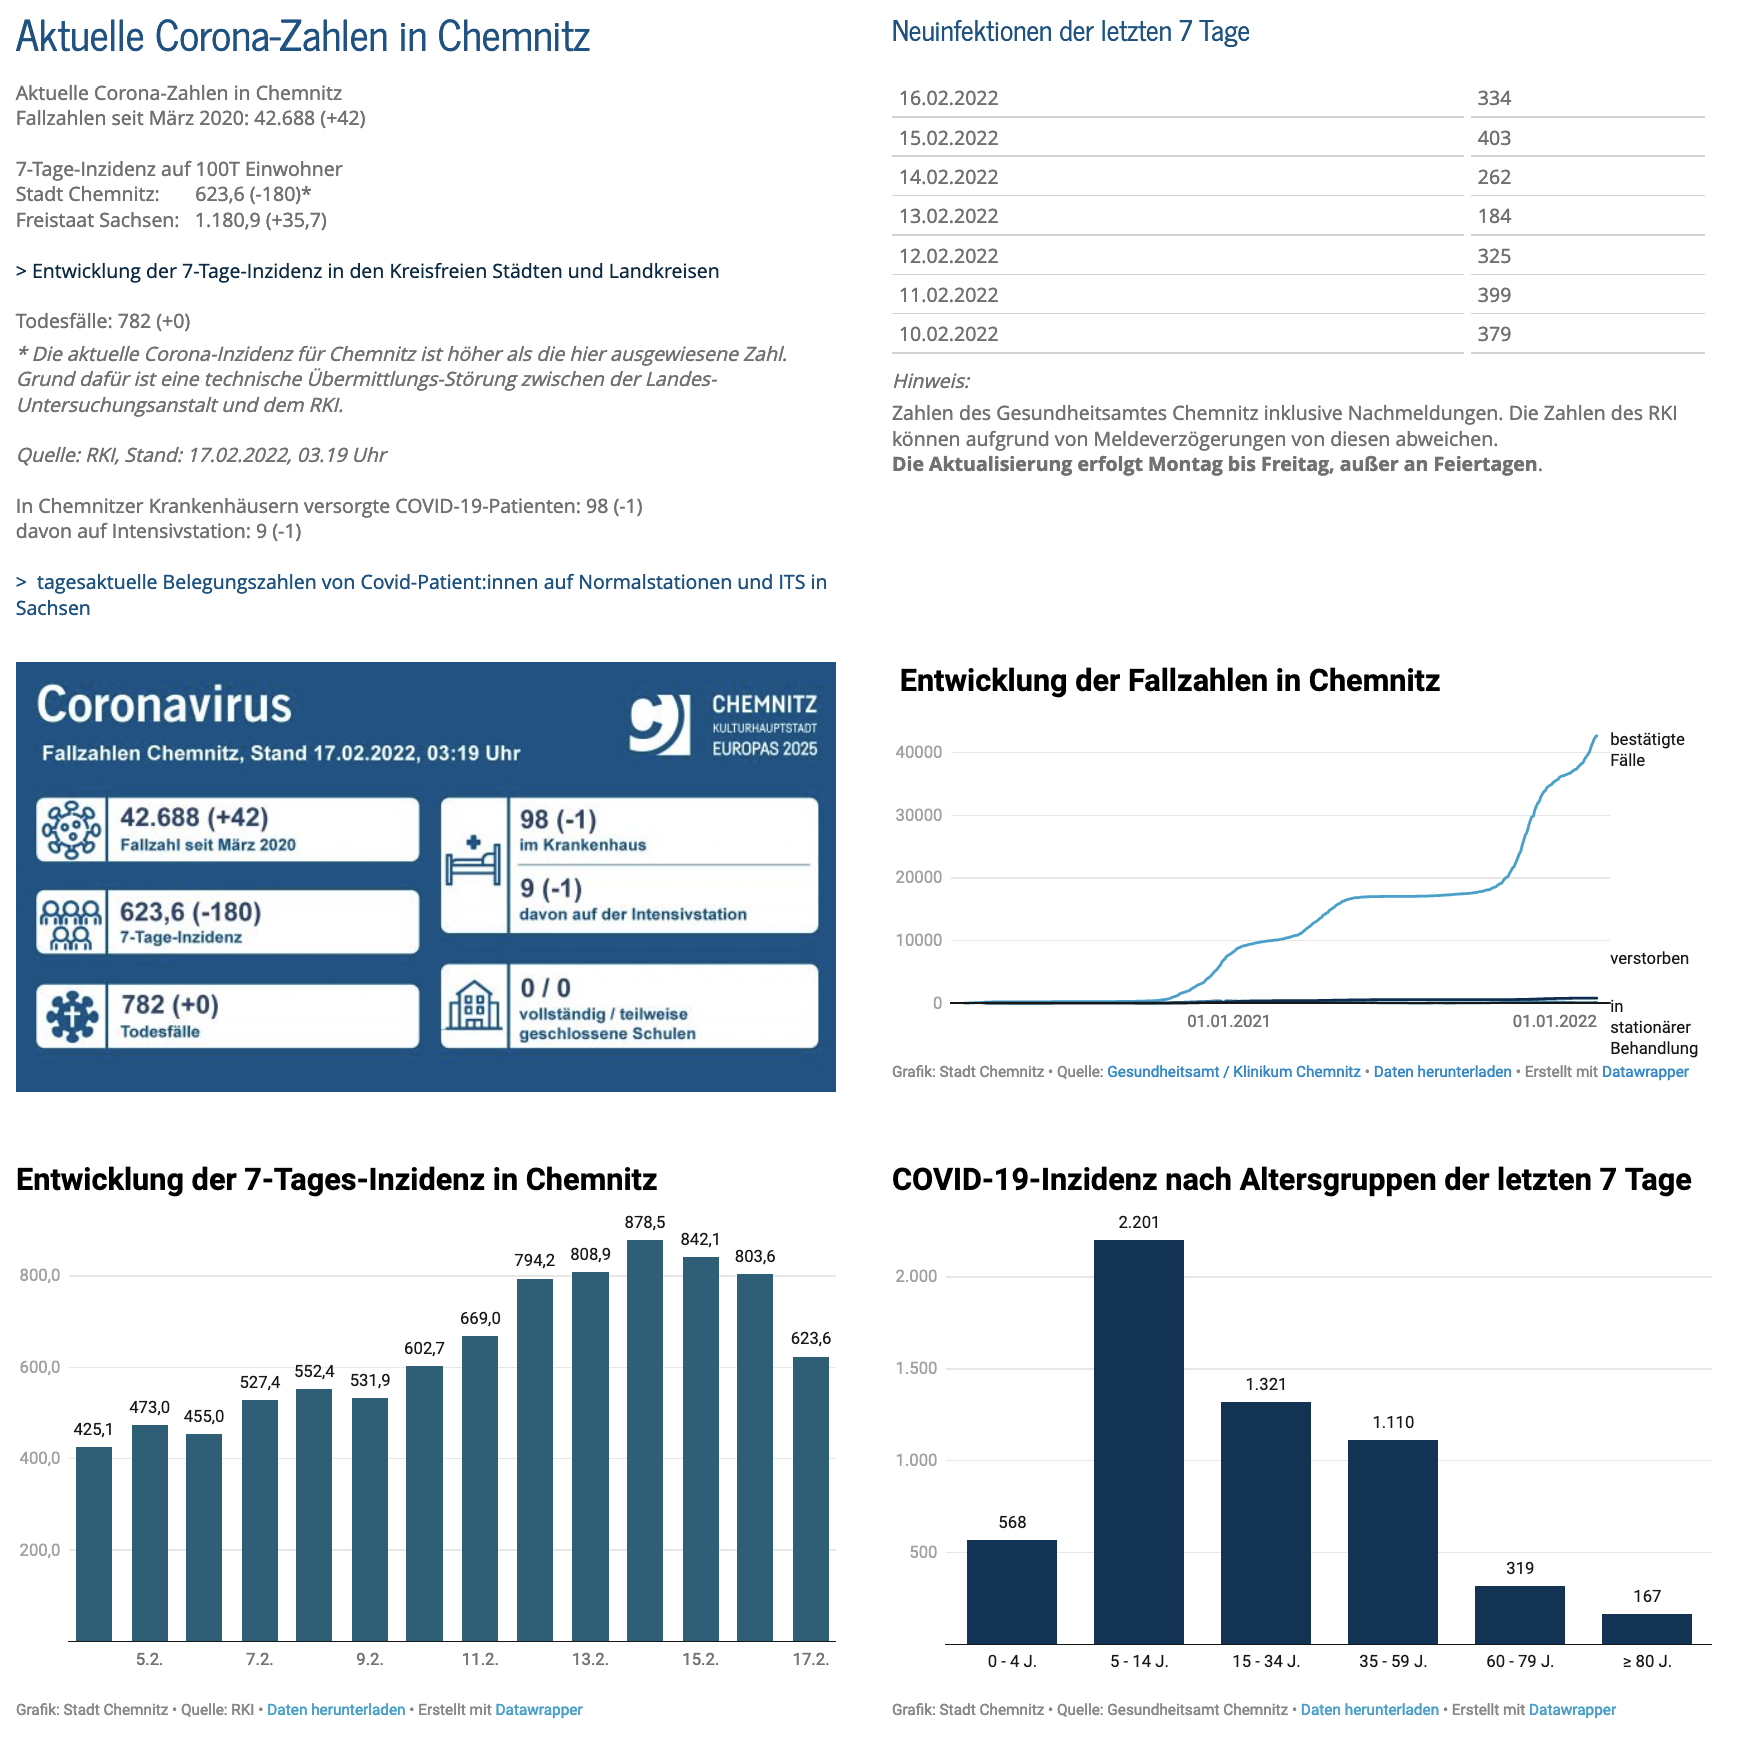 Aktuelle Corona-Zahlen in Chemnitz
Aktuelle Corona-Zahlen in Chemnitz
Fallzahlen seit März 2020: 42.688 (+42)
7-Tage-Inzidenz auf 100T Einwohner
Stadt Chemnitz: 623,6 (-180)*
Freistaat Sachsen: 1.180,9 (+35,7)
> Entwicklung der 7-Tage-Inzidenz in den Kreisfreien Städten und Landkreisen
Todesfälle: 782 (+0)
* Die aktuelle Corona-Inzidenz für Chemnitz ist höher als die hier ausgewiesene Zahl.
Grund dafür ist eine technische Übermittlungs-Störung zwischen der Landes-
Untersuchungsanstalt und dem RKI.
Quelle: RKI, Stand: 17.02.2022, 03.19 Uhr
In Chemnitzer Krankenhäusern versorgte COVID-19-Patienten: 98 (-1)
davon auf Intensivstation: 9 (-1)
> tagesaktuelle Belegungszahlen von Covid-Patient:innen auf Normalstationen und ITS in
Sachsen
Neuinfektionen der letzten 7 Tage
16.02.2022 334
15.02.2022 403
14.02.2022 262
13.02.2022 184
12.02.2022 325
11.02.2022 399
10.02.2022 379
Hinweis:
Zahlen des Gesundheitsamtes Chemnitz inklusive Nachmeldungen. Die Zahlen des RKI
können aufgrund von Meldeverzögerungen von diesen abweichen.
Die Aktualisierung erfolgt Montag bis Freitag, außer an Feiertagen.
Coronavirus
Fallzahlen Chemnitz, Stand 17.02.2022, 03:19 Uhr
CHEMNITZ
KULTURHAUPTSTADT
EUROPAS 2025
42.688 (+42)
Fallzahl seit März 2020
623,6 (-180)
7-Tage-Inzidenz
782 (+0)
Todesfälle
98 (-1)
im Krankenhaus
9 (-1)
davon auf der Intensivstation
0 / 0
vollständig / teilweise
geschlossene Schulen
Entwicklung der Fallzahlen in Chemnitz
40000
30000
20000
10000
0
bestätigte
Fälle
verstorben
in
stationärer
Behandlung
01.01.2021 01.01.2022
Grafik: Stadt Chemnitz • Quelle: Gesundheitsamt / Klinikum Chemnitz • Daten herunterladen • Erstellt mit Datawrapper
Entwicklung der 7-Tages-Inzidenz in Chemnitz
800,0
600,0
400,0
200,0
425,1 473,0 455,0 527,4 552,4 531,9 602,7 669,0 794,2 808,9 878,5 842,1 803,6 623,6
5.2. 7.2. 9.2. 11.2. 13.2. 15.2. 17.2.
Grafik: Stadt Chemnitz • Quelle: RKI • Daten herunterladen • Erstellt mit Datawrapper
COVID-19-Inzidenz nach Altersgruppen der letzten 7 Tage
2.000
1.500
1.000
500
568 2.201 1.321 1.110 319 167
0 - 4 J. 5 - 14 J. 15 - 34 J. 35 - 59 J. 60 - 79 J. ≥ 80 J.
Grafik: Stadt Chemnitz • Quelle: Gesundheitsamt Chemnitz • Daten herunterladen • Erstellt mit Datawrapper